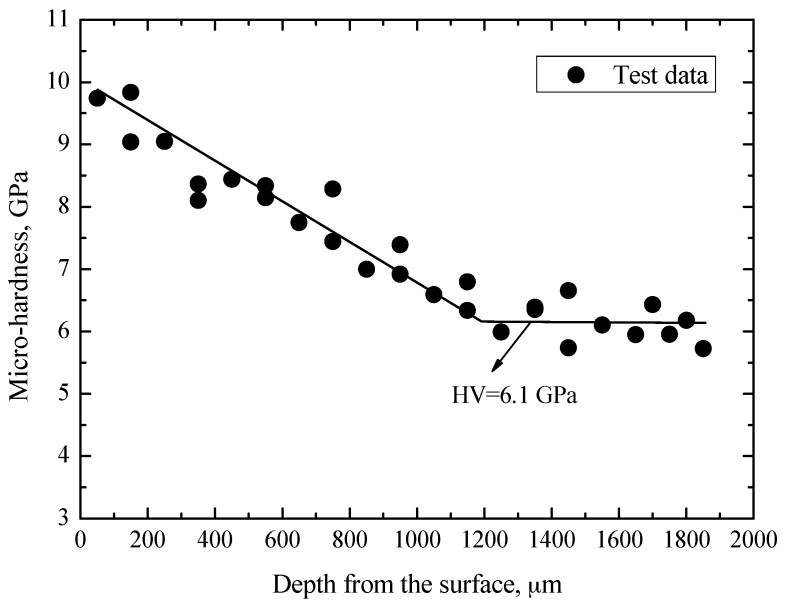 11
10
9
8
7
6
5
4
3
Micro-hardness, GPa
Test data
HV=6.1 GPa
0 200 400 600 800 1000 1200 1400 1600 1800 2000
Depth from the surface, μm